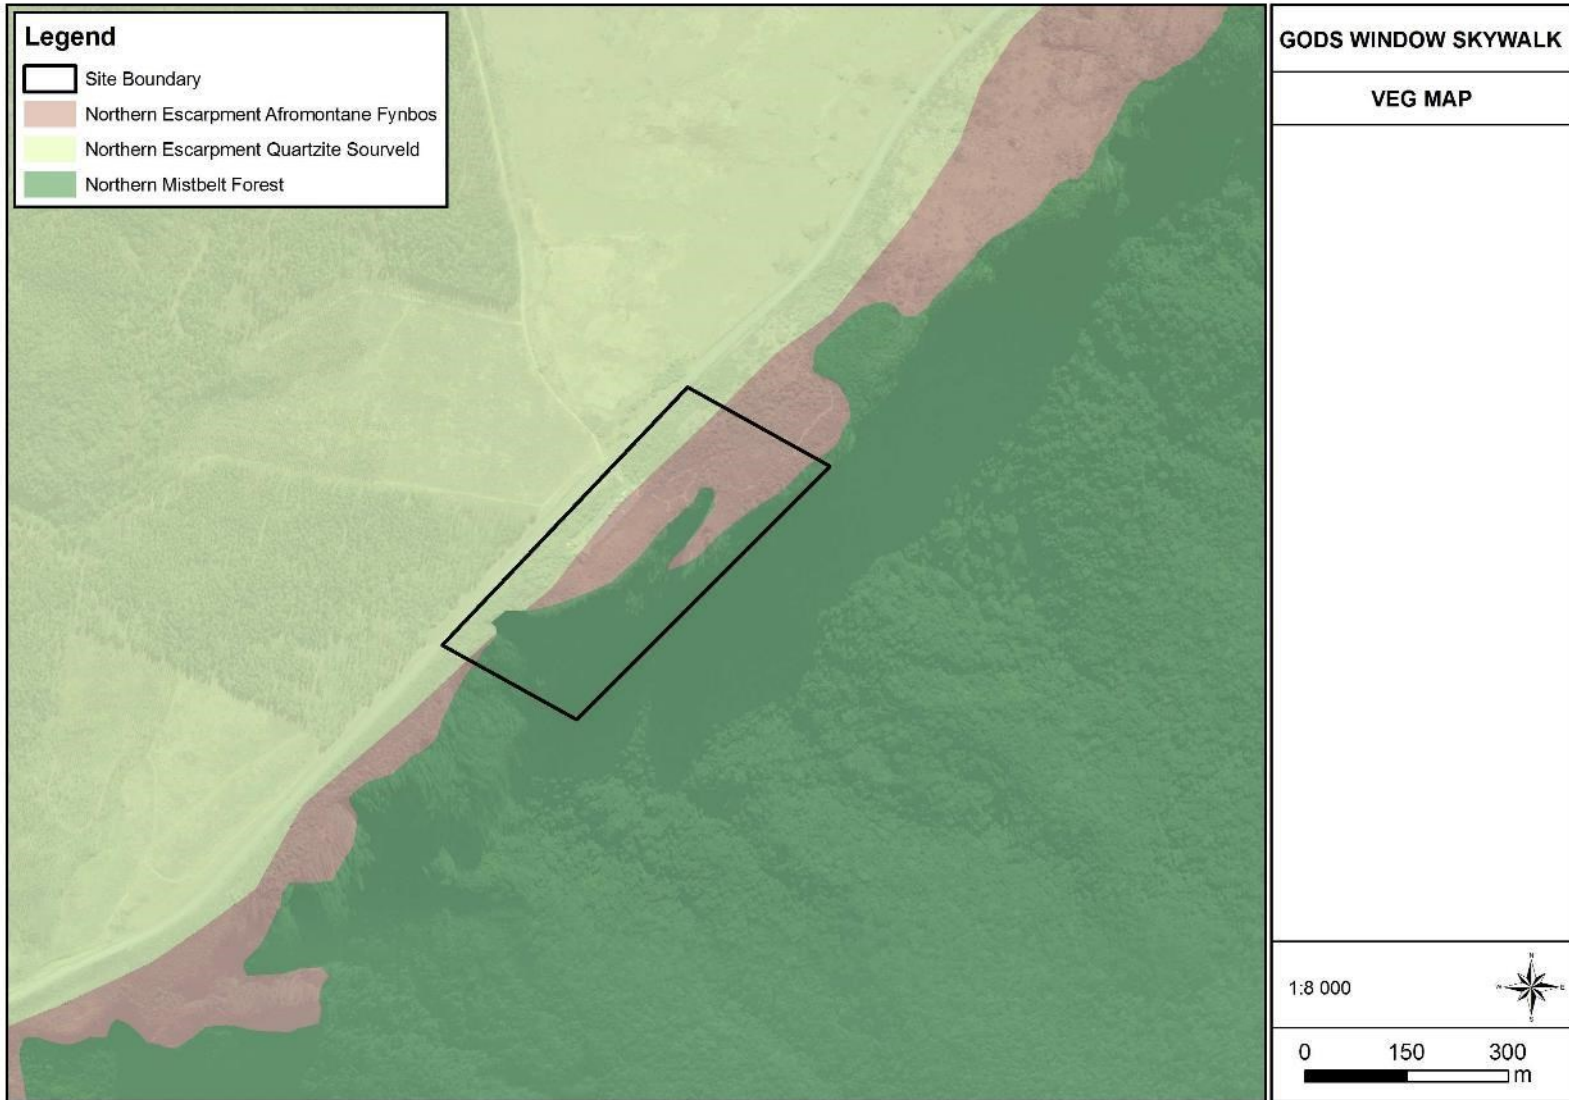 Legend
Site Boundary
Northern Escarpment Afromontane Fynbos
Northern Escarpment Quartzite Sourveld
Northern Mistbelt Forest
GODS WINDOW SKYWALK
VEG MAP
1:8 000
N
W E
S
0 150 300
m